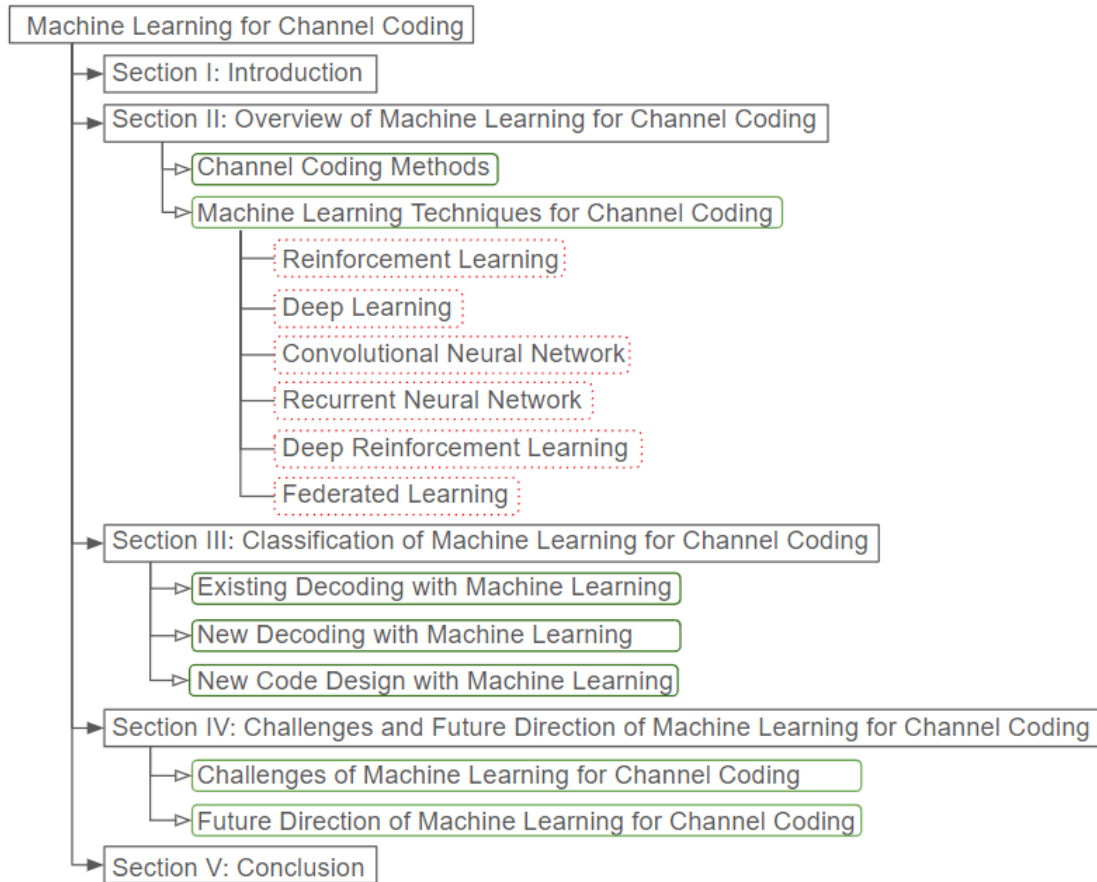 Machine Learning for Channel Coding
Section I: Introduction
Section II: Overview of Machine Learning for Channel Coding
Channel Coding Methods
Machine Learning Techniques for Channel Coding
Reinforcement Learning
Deep Learning
Convolutional Neural Network
Recurrent Neural Network
Deep Reinforcement Learning
Federated Learning
Section III: Classification of Machine Learning for Channel Coding
Existing Decoding with Machine Learning
New Decoding with Machine Learning
New Code Design with Machine Learning
Section IV: Challenges and Future Direction of Machine Learning for Channel Coding
Challenges of Machine Learning for Channel Coding
Future Direction of Machine Learning for Channel Coding
Section V: Conclusion